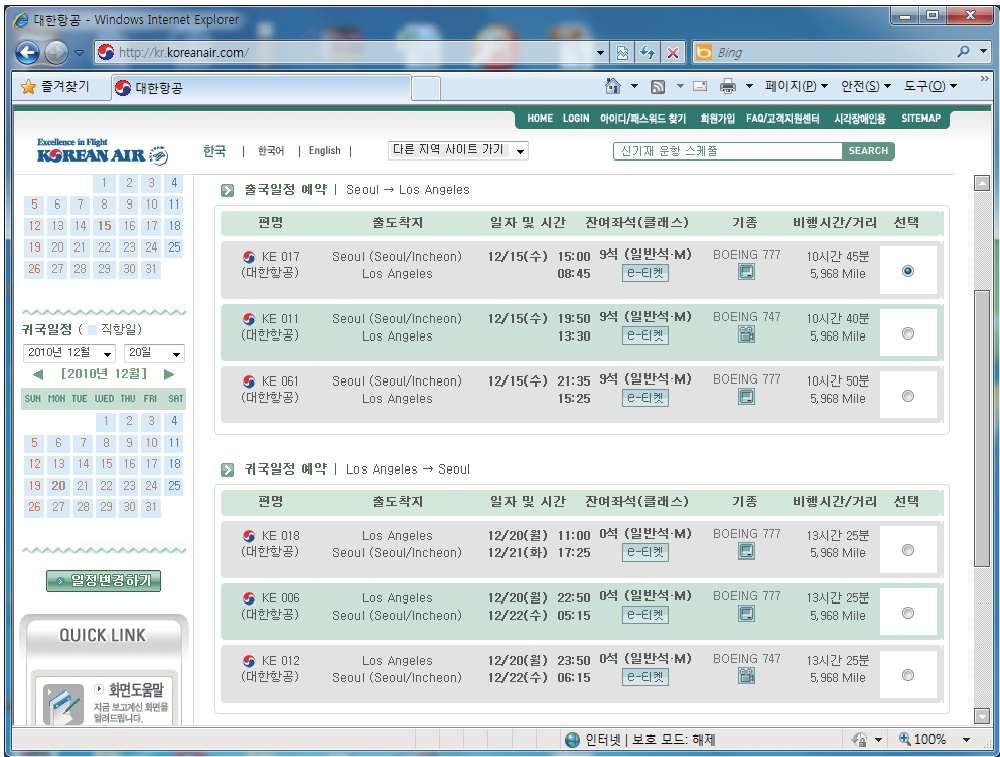 대한항공 - Windows Internet Explorer
http://kr.koreanair.com/
Bing
즐겨찾기 대한항공 페이지(P) 안전(S) 도구(O) »
HOME LOGIN 아이디/패스워드 찾기 회원가입 FAQ/고객지원센터 시각장애인용 SITEMAP
Excellence in Flight
KOREAN AIR
한국 | 한국어 | English | 다른 지역 사이트 가기 신기재 운항 스케쥴 SEARCH
1 2 3 4
5 6 7 8 9 10 11
12 13 14 15 16 17 18
19 20 21 22 23 24 25
26 27 28 29 30 31
귀국일정 ( 직항일)
2010년 12월 20일
[2010년 12월]
SUN MON TUE WED THU FRI SAT
1 2 3 4
5 6 7 8 9 10 11
12 13 14 15 16 17 18
19 20 21 22 23 24 25
26 27 28 29 30 31
일정변경하기
QUICK LINK
화면도움말
지금 보고계신 화면을
알려드립니다.
출국일정 예약 | Seoul → Los Angeles
편명 출도착지 일자 및 시간 잔여좌석(클래스) 기종 비행시간/거리 선택
KE 017 Seoul (Seoul/Incheon) 12/15(수) 15:00 9석 (일반석·M) BOEING 777 10시간 45분
(대한항공) Los Angeles 08:45 e-티켓 5,968 Mile
KE 011 Seoul (Seoul/Incheon) 12/15(수) 19:50 9석 (일반석·M) BOEING 747 10시간 40분
(대한항공) Los Angeles 13:30 e-티켓 5,968 Mile
KE 061 Seoul (Seoul/Incheon) 12/15(수) 21:35 9석 (일반석·M) BOEING 777 10시간 50분
(대한항공) Los Angeles 15:25 e-티켓 5,968 Mile
귀국일정 예약 | Los Angeles → Seoul
편명 출도착지 일자 및 시간 잔여좌석(클래스) 기종 비행시간/거리 선택
KE 018 Los Angeles 12/20(월) 11:00 0석 (일반석·M) BOEING 777 13시간 25분
(대한항공) Seoul (Seoul/Incheon) 12/21(화) 17:25 e-티켓 5,968 Mile
KE 006 Los Angeles 12/20(월) 22:50 0석 (일반석·M) BOEING 777 13시간 25분
(대한항공) Seoul (Seoul/Incheon) 12/22(수) 05:15 e-티켓 5,968 Mile
KE 012 Los Angeles 12/20(월) 23:50 0석 (일반석·M) BOEING 747 13시간 25분
(대한항공) Seoul (Seoul/Incheon) 12/22(수) 06:15 e-티켓 5,968 Mile
인터넷 | 보호 모드: 해제 100%